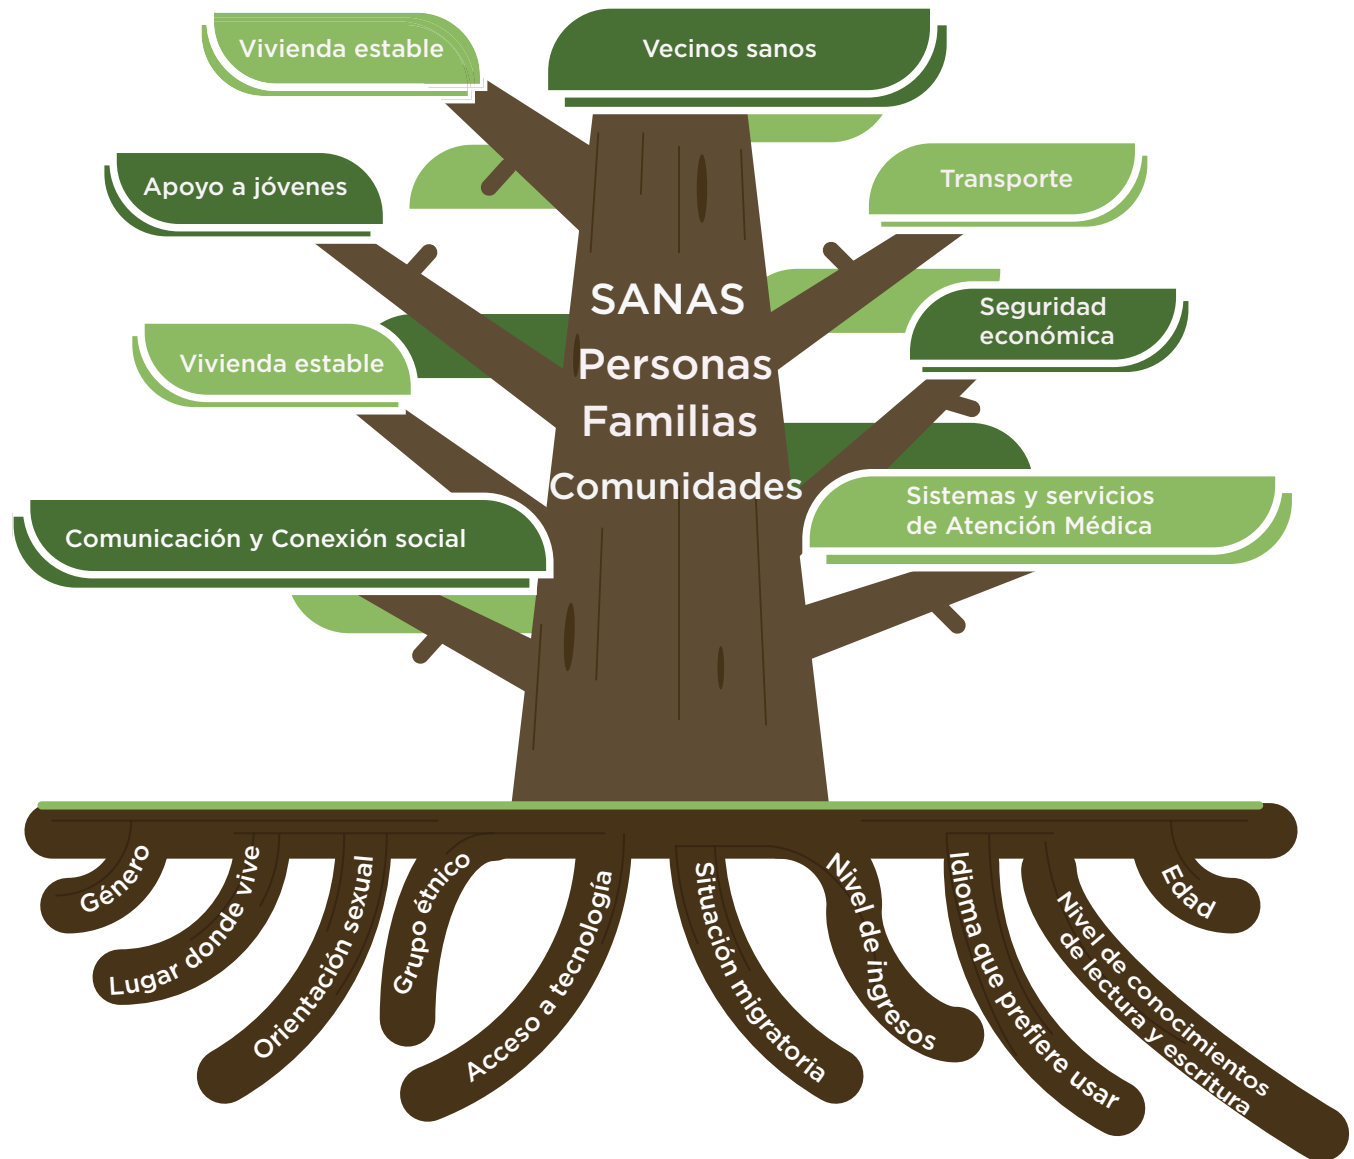 Vivienda estable
Vecinos sanos
Apoyo a jóvenes
Transporte
Vivienda estable
Seguridad
económica
Comunicación y Conexión social
Sistemas y servicios
de Atención Médica
SANAS
Personas
Familias
Comunidades
Género
Lugar donde vive
Orientación sexual
Grupo étnico
Acceso a tecnología
Situación migratoria
Nivel de ingresos
Idioma que prefiere usar
Nivel de conocimientos
de lectura y escritura
Edad